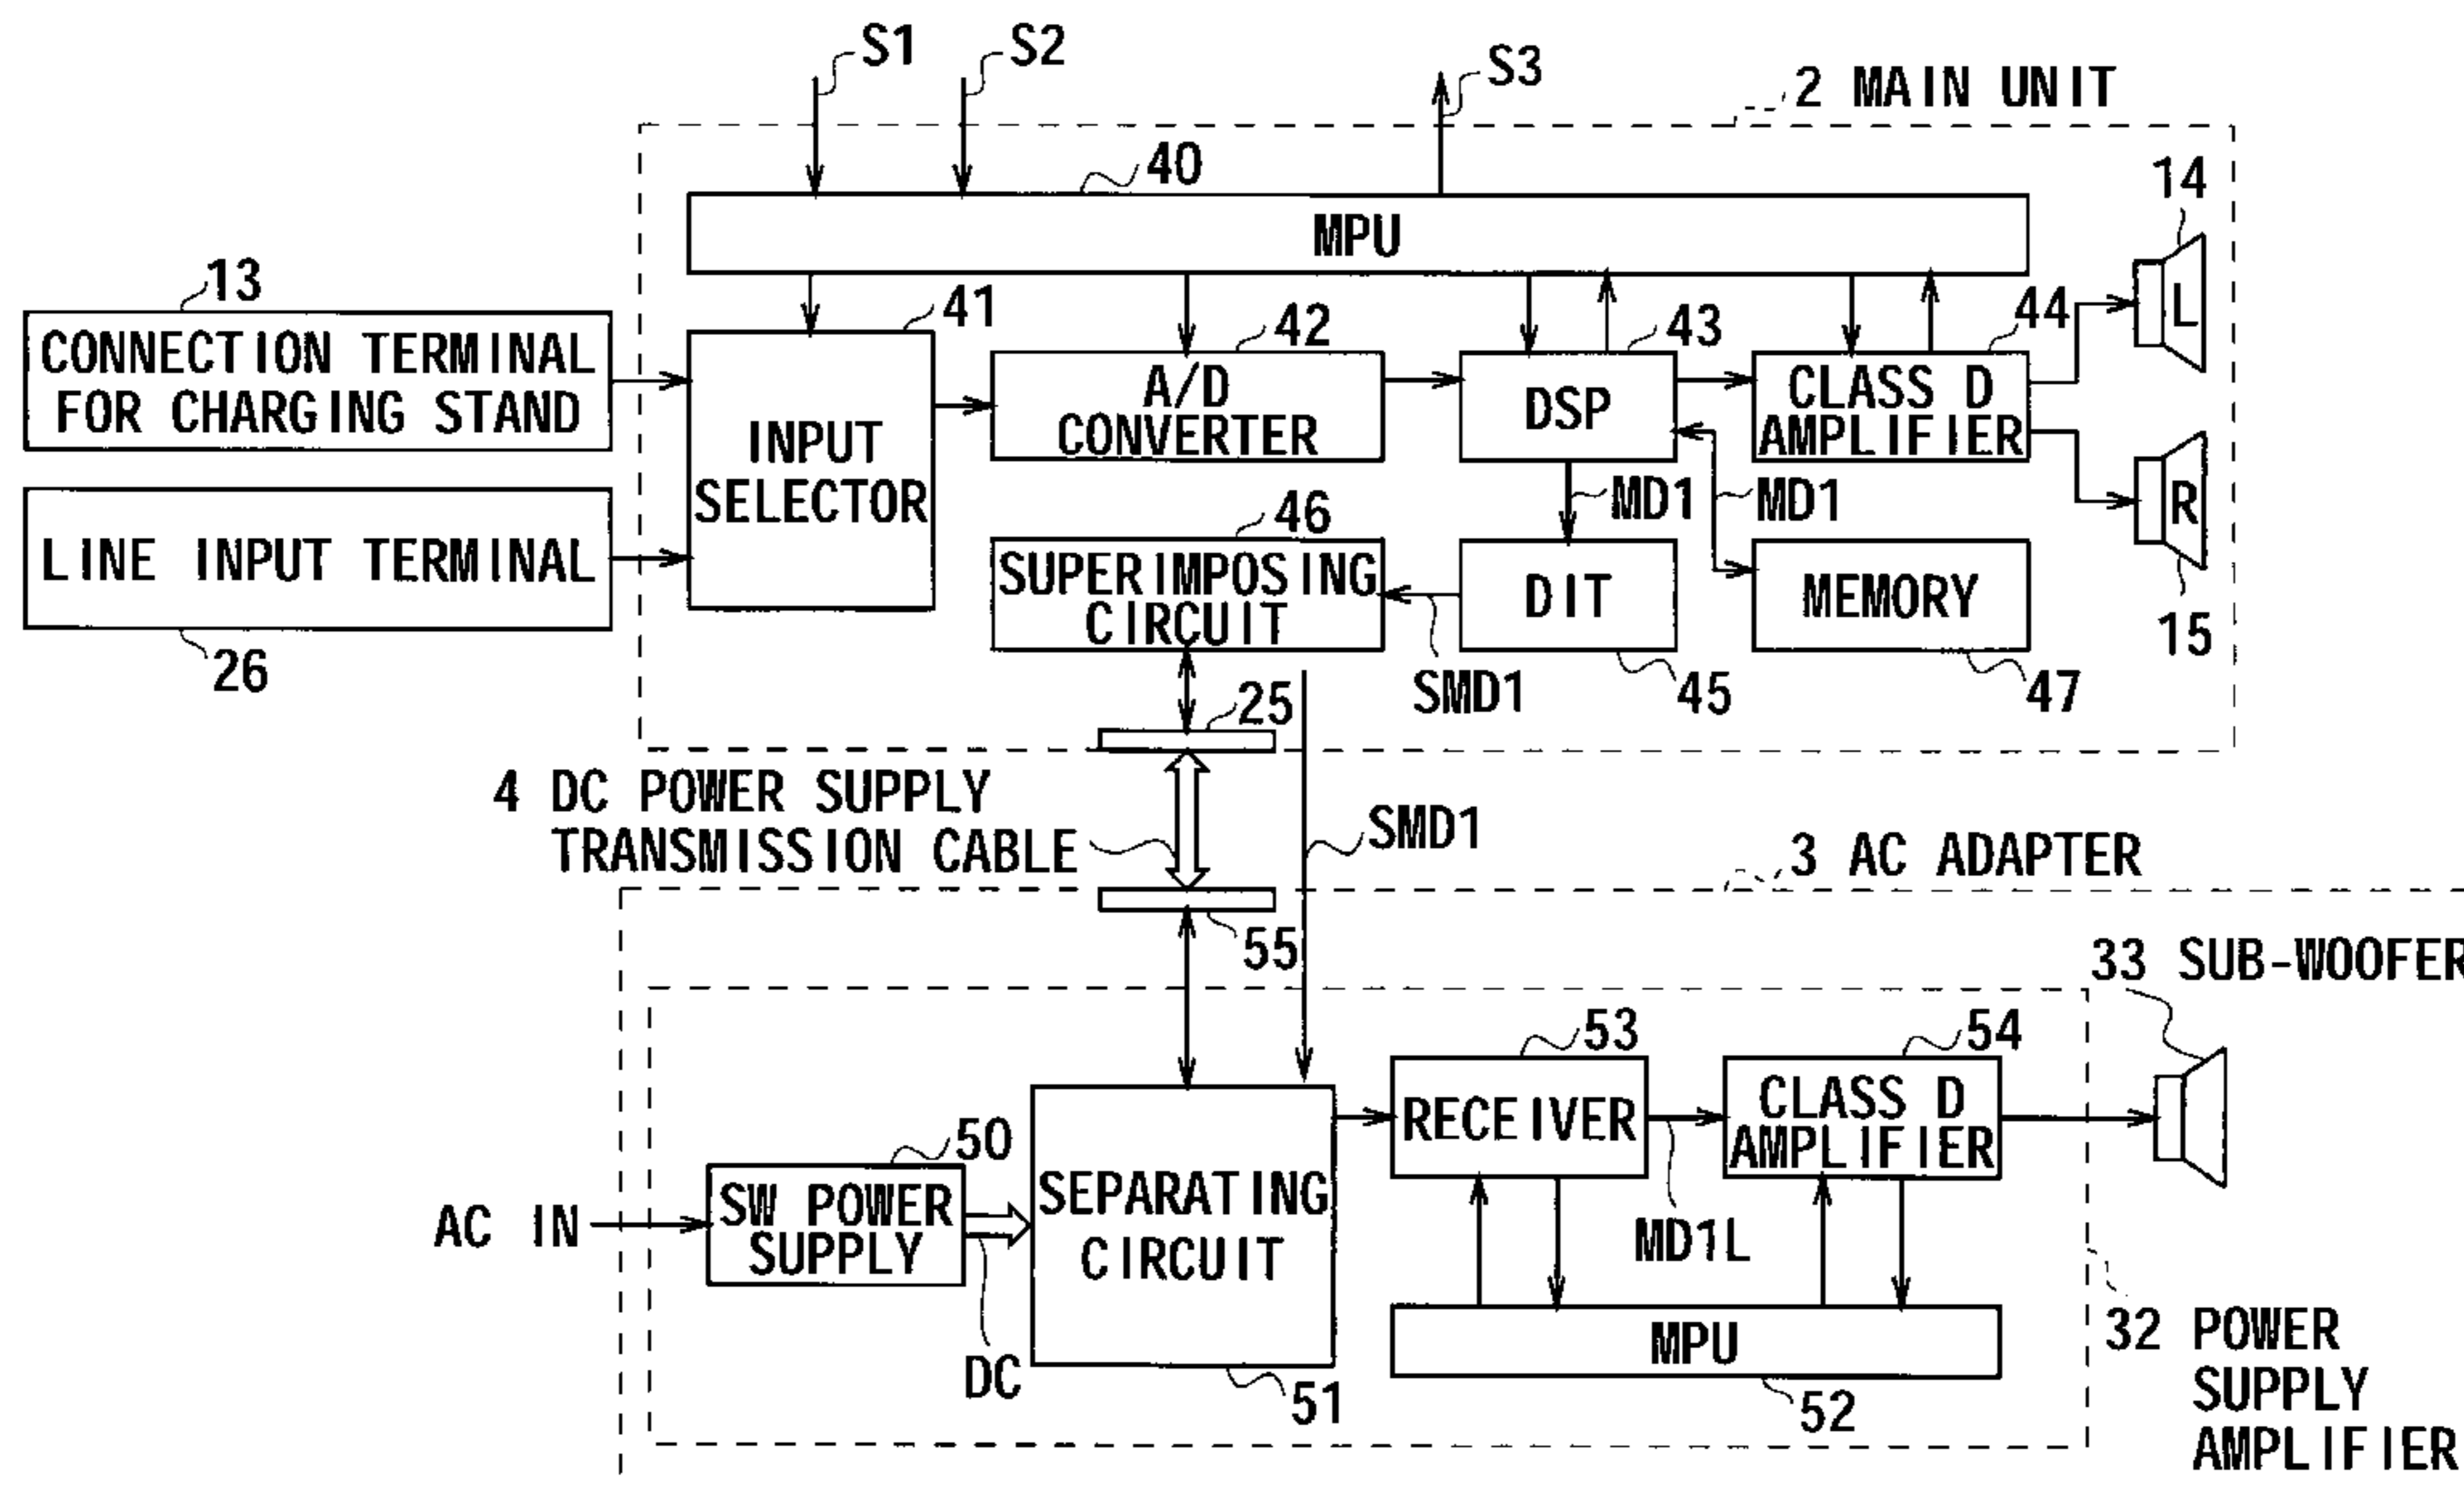 S1
S2
S3
2 MAIN UNIT
40
MPU
14
L
13
CONNECTION TERMINAL
FOR CHARGING STAND
41
INPUT
SELECTOR
42
A/D
CONVERTER
43
DSP
44
CLASS D
AMPLIFIER
R
15
LINE INPUT TERMINAL
26
46
SUPERIMPOSING
CIRCUIT
MD1
MD1
DIT
MEMORY
SMD1
45
47
25
4 DC POWER SUPPLY
TRANSMISSION CABLE
SMD1
3 AC ADAPTER
55
33 SUB-WOOFER
53
RECEIVER
54
CLASS D
AMPLIFIER
50
SW POWER
SUPPLY
AC IN
SEPARATING
CIRCUIT
MD1L
DC
51
MPU
52
32 POWER
SUPPLY
AMPLIFIER